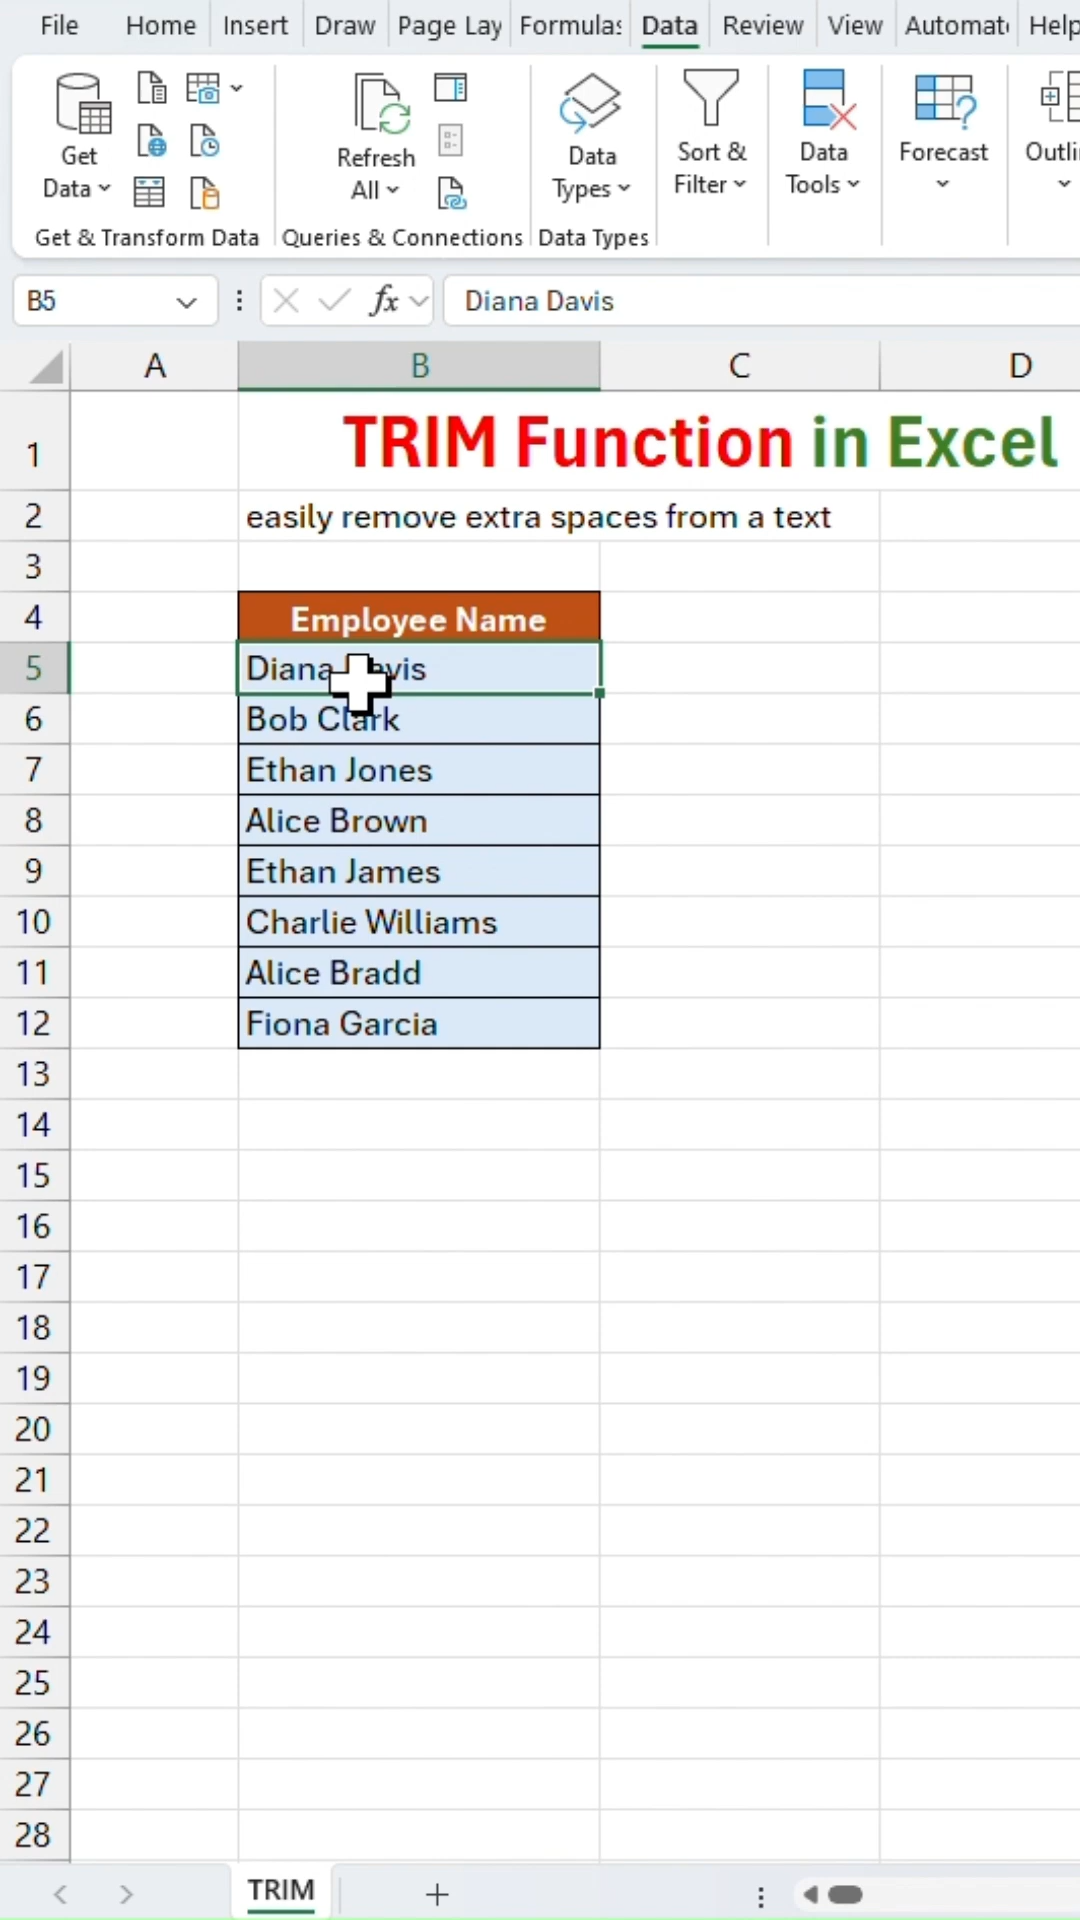 File Home Insert Draw Page Lay Formulas Data Review View Automat Help
Get Data
Refresh All
Data Types
Sort & Filter
Data Tools
Forecast
Outli
Get & Transform Data Queries & Connections Data Types
B5 fx Diana Davis
A B C D
1 TRIM Function in Excel
2 easily remove extra spaces from a text
3
4 Employee Name
5 Diana Davis
6 Bob Clark
7 Ethan Jones
8 Alice Brown
9 Ethan James
10 Charlie Williams
11 Alice Bradd
12 Fiona Garcia
13
14
15
16
17
18
19
20
21
22
23
24
25
26
27
28
TRIM